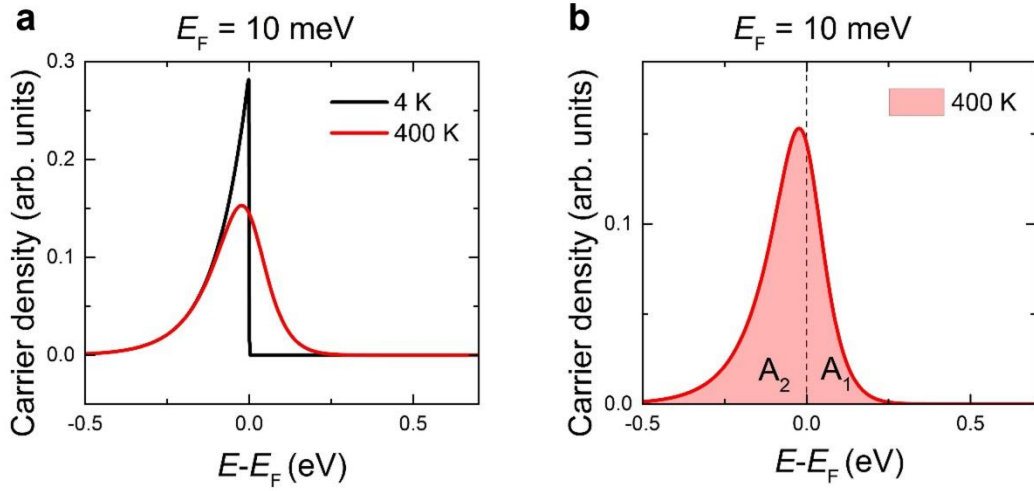 a
E_F = 10 meV
Carrier density (arb. units)
0.3
0.2
0.1
0.0
4 K
400 K
-0.5
0.0
0.5
E-E_F (eV)
b
E_F = 10 meV
Carrier density (arb. units)
0.1
0.0
400 K
A_2
A_1
-0.5
0.0
0.5
E-E_F (eV)